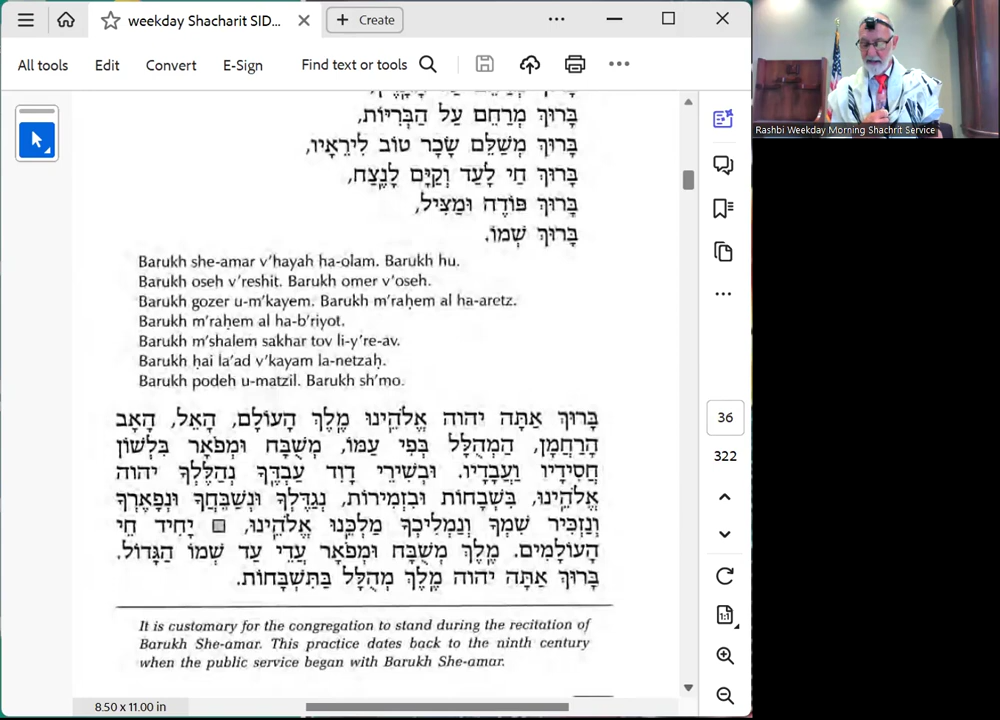 weekday Shacharit SID...
Create
All tools Edit Convert E-Sign Find text or tools
בָּרוּךְ מְרַחֵם עַל הַבְּרִיּוֹת,
בָּרוּךְ מְשַׁלֵּם שָׂכָר טוֹב לִירֵאָיו,
בָּרוּךְ חַי לָעַד וְקַיָּם לָנֶצַח,
בָּרוּךְ פּוֹדֶה וּמַצִּיל,
בָּרוּךְ שְׁמוֹ.
Barukh she-amar v'hayah ha-olam. Barukh hu.
Barukh oseh v'reshit. Barukh omer v'oseh.
Barukh gozer u-m'kayem. Barukh m'raḥem al ha-aretz.
Barukh m'raḥem al ha-b'riyot.
Barukh m'shalem sakhar tov li-y're-av.
Barukh ḥai la'ad v'kayam la-netzaḥ.
Barukh podeh u-matzil. Barukh sh'mo.
בָּרוּךְ אַתָּה יהוה אֱלֹהֵינוּ מֶלֶךְ הָעוֹלָם, הָאֵל, הָאָב
הָרַחֲמָן, הַמְהֻלָּל בְּפִי עַמּוֹ, מְשֻׁבָּח וּמְפֹאָר בִּלְשׁוֹן
חֲסִידָיו וַעֲבָדָיו. וּבְשִׁירֵי דָוִד עַבְדֶּךָ נְהַלֶּלְךָ יהוה
אֱלֹהֵינוּ, בִּשְׁבָחוֹת וּבִזְמִירוֹת, נְגַדֶּלְךָ וּנְשַׁבֵּחֲךָ וּנְפָאֶרְךָ
וְנַזְכִּיר שִׁמְךָ וְנַמְלִיכְךָ מַלְכֵּנוּ אֱלֹהֵינוּ, יָחִיד חֵי
הָעוֹלָמִים. מֶלֶךְ מְשֻׁבָּח וּמְפֹאָר עֲדֵי עַד שְׁמוֹ הַגָּדוֹל.
בָּרוּךְ אַתָּה יהוה מֶלֶךְ מְהֻלָּל בַּתִּשְׁבָּחוֹת.
It is customary for the congregation to stand during the recitation of
Barukh She-amar. This practice dates back to the ninth century
when the public service began with Barukh She-amar.
8.50 x 11.00 in
36
322
1:1
Rashbi Weekday Morning Shachrit Service